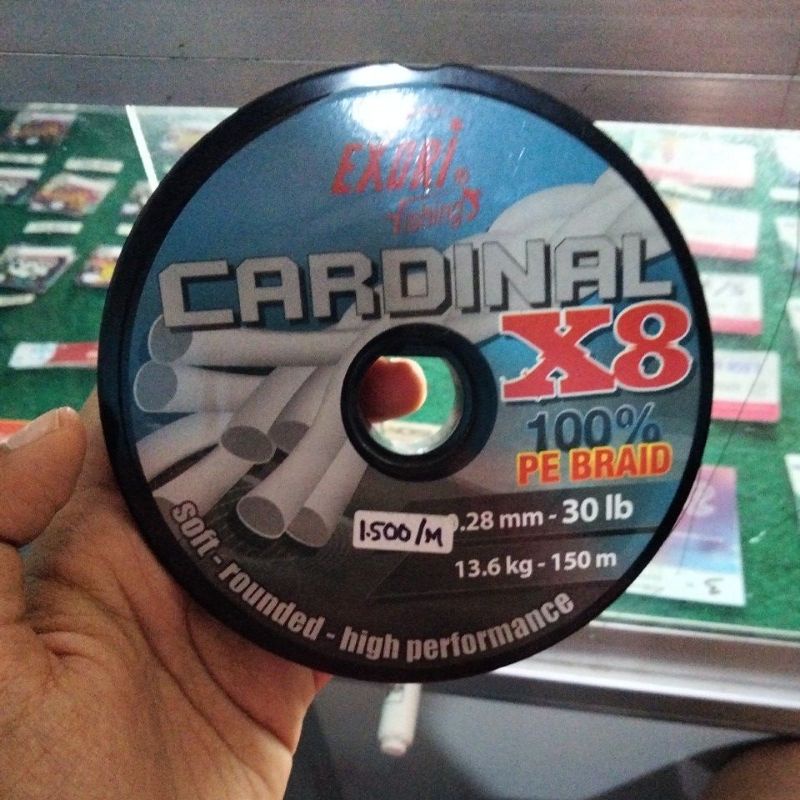 EXORI
fishing
CARDINAL
X8
100%
PE BRAID
.28 mm - 30 lb
1.500/M
13.6 kg - 150 m
soft - rounded - high performance